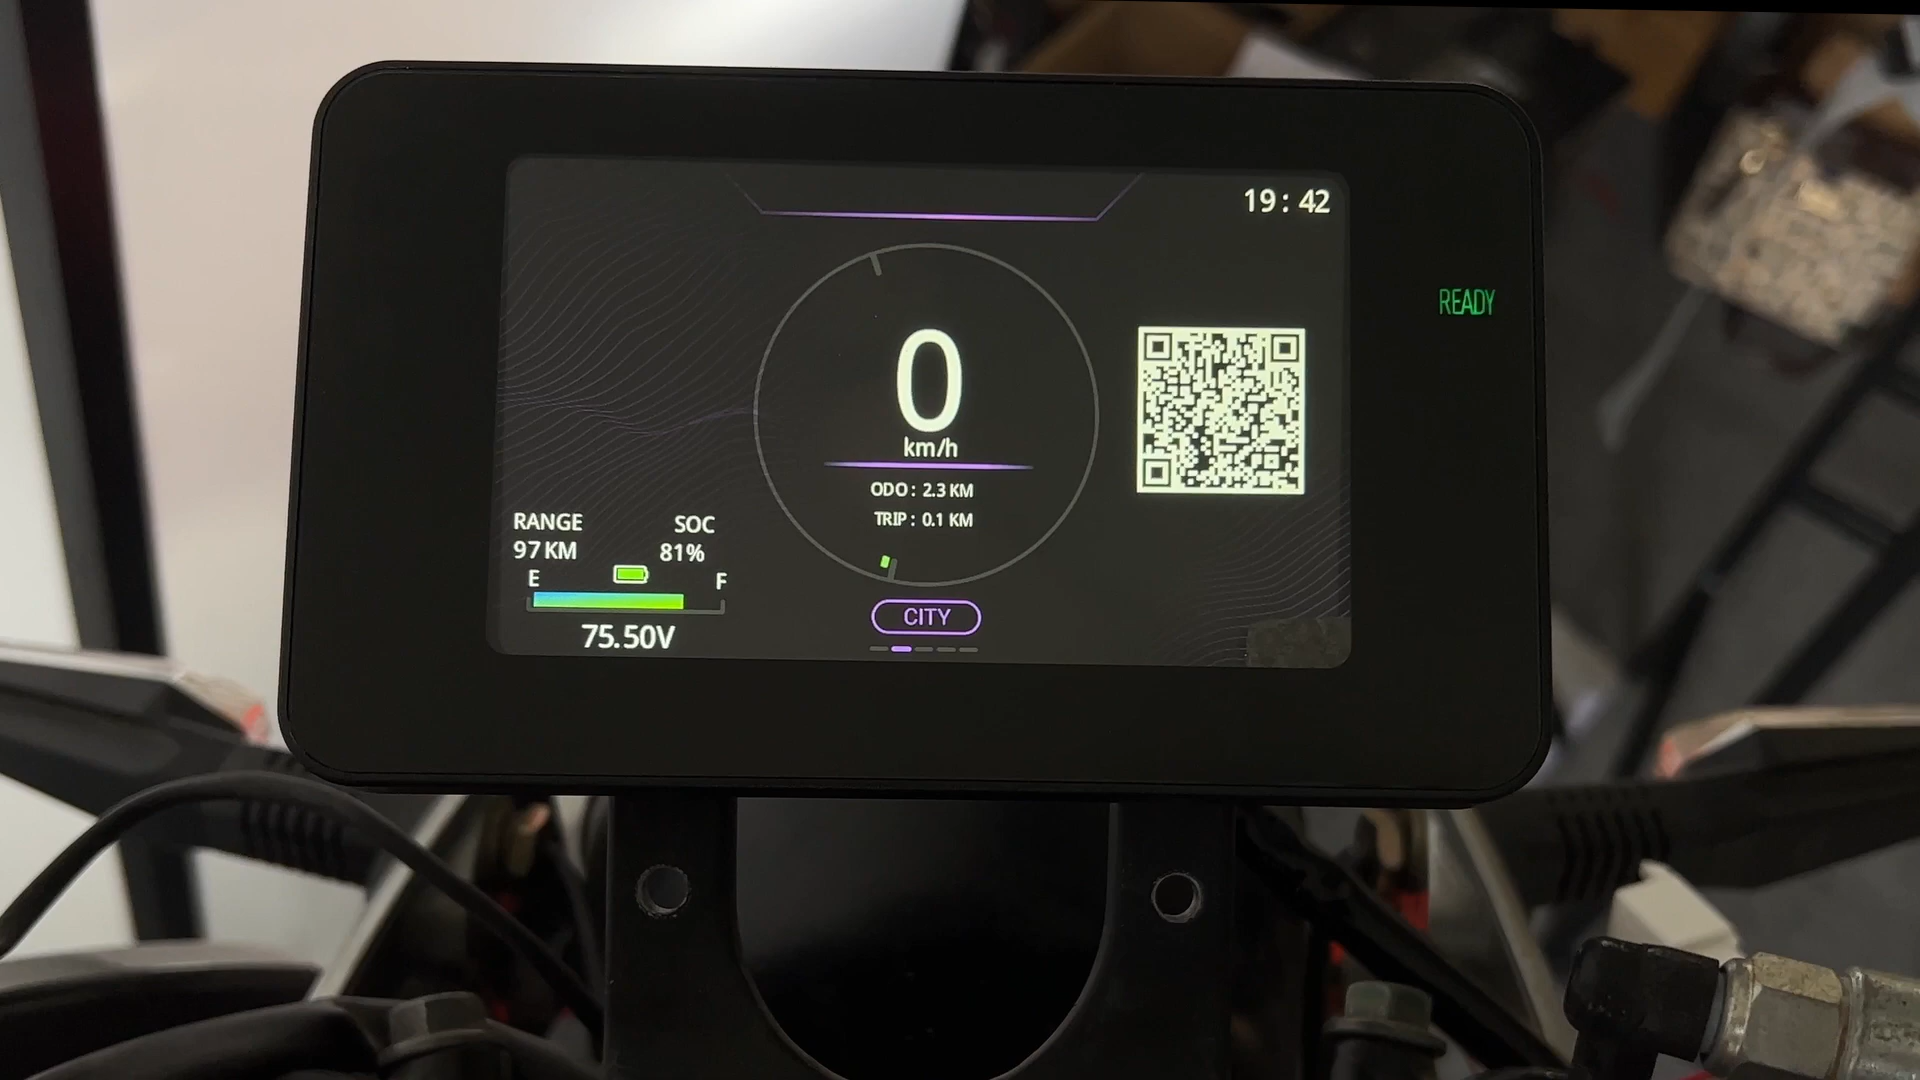 19:42
READY
0
km/h
ODO: 2.3 KM
TRIP: 0.1 KM
RANGE SOC
97 KM 81%
E F
75.50V
CITY